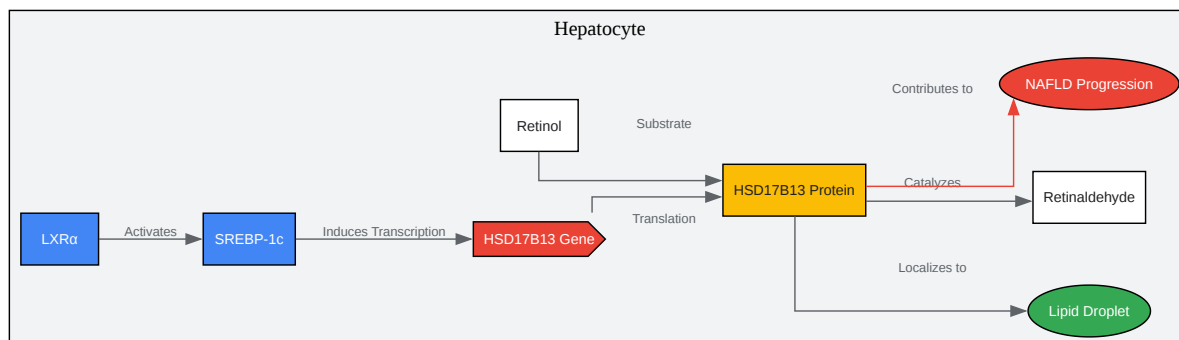 Hepatocyte
Contributes to
NAFLD Progression
Retinol
Substrate
HSD17B13 Protein
Catalyzes
Retinaldehyde
Translation
LXRα
Activates
SREBP-1c
Induces Transcription
HSD17B13 Gene
Localizes to
Lipid Droplet